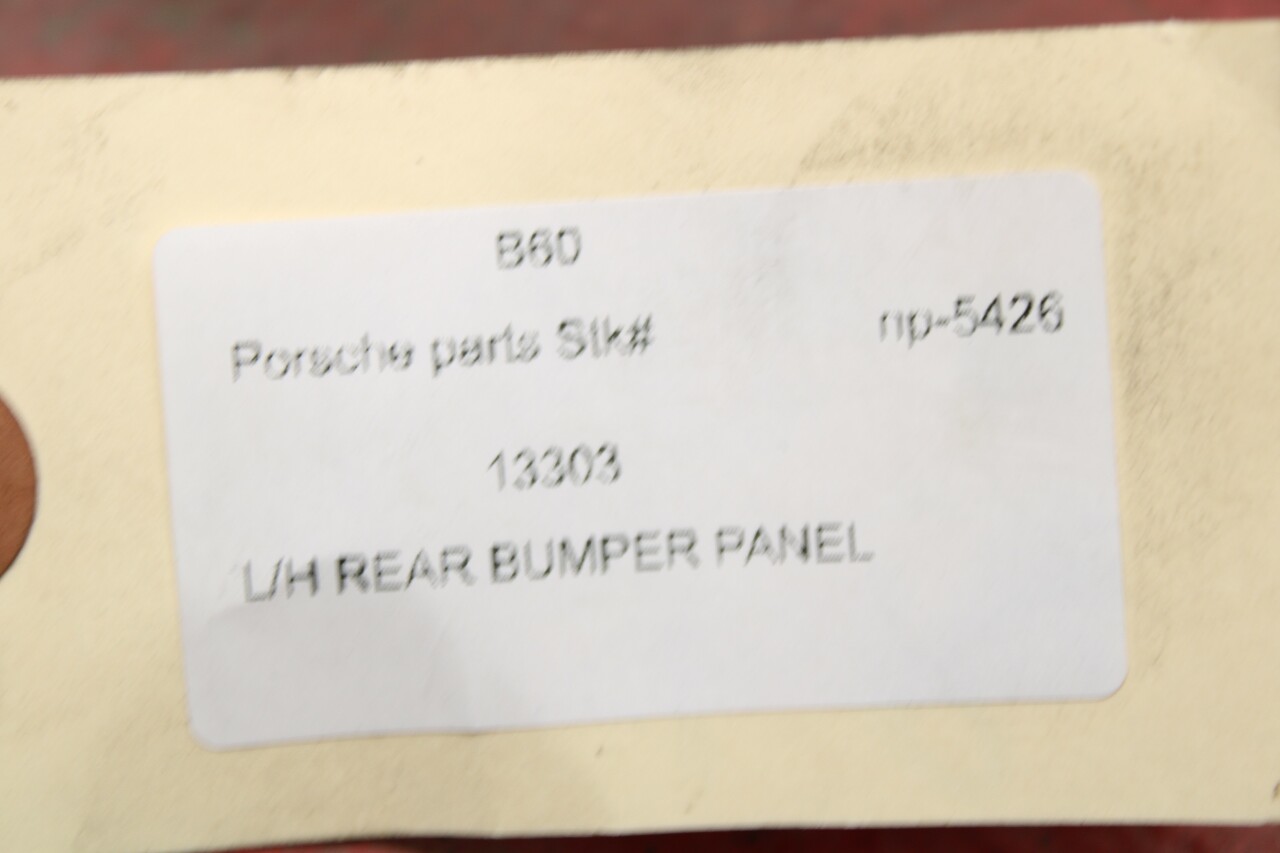 B60
Porsche parts Stk# np-5426
13303
L/H REAR BUMPER PANEL